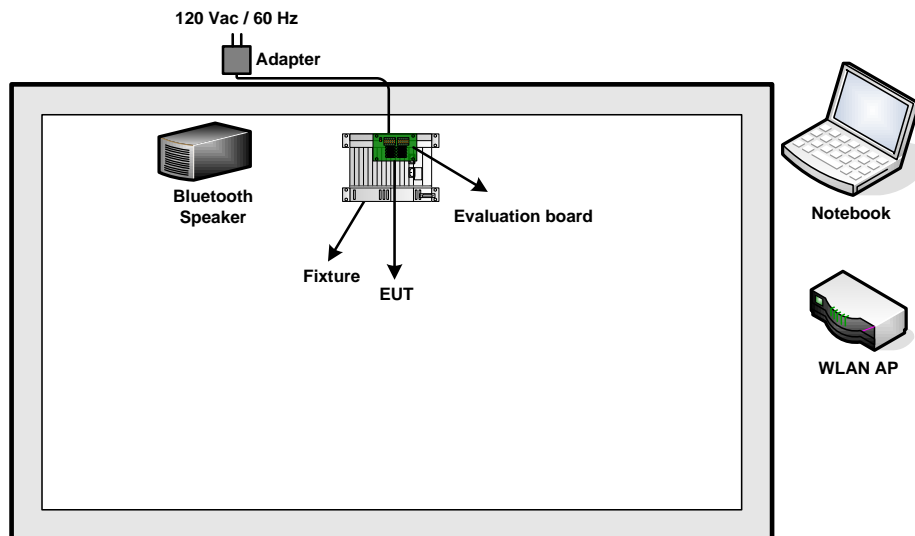 120 Vac / 60 Hz
Adapter
Bluetooth
Speaker
Evaluation board
Fixture
EUT
Notebook
WLAN AP